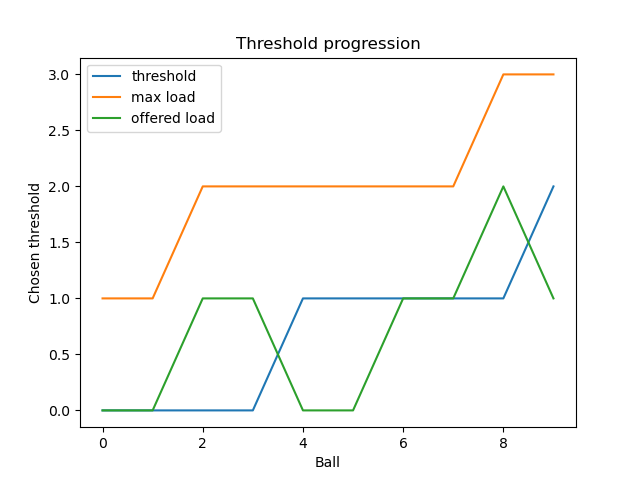 Threshold progression
threshold
max load
offered load
Chosen threshold
3.0
2.5
2.0
1.5
1.0
0.5
0.0
0 2 4 6 8
Ball